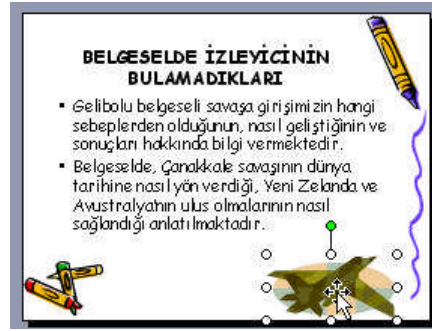 BELGESELDE İZLEYİCİNİN
BULAMADIKLARI
▪ Gelibolu belgeseli savaşa girişimizin hangi
sebeplerden olduğunun, nasıl geliştiğinin ve
sonuçları hakkında bilgi vermektedir.
▪ Belgeselde, Çanakkale savaşının dünya
tarihine nasıl yön verdiği, Yeni Zelanda ve
Avustralya'nın ulus olmalarının nasıl
sağlandığı anlatılmaktadır.